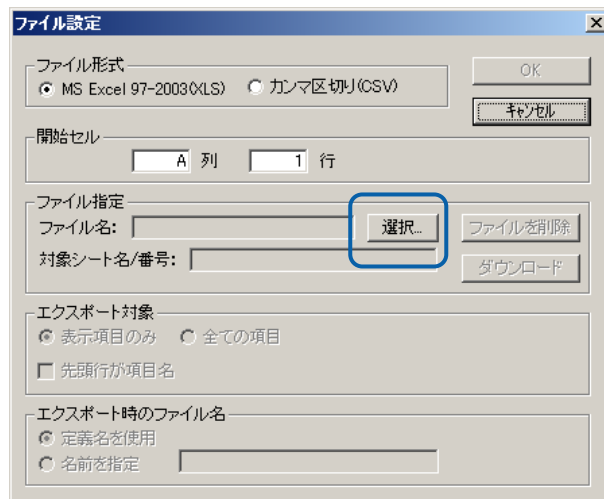 ファイル設定
ファイル形式
MS Excel 97-2003(XLS) カンマ区切り(CSV)
OK
キャンセル
開始セル
A 列 1 行
ファイル指定
ファイル名: 選択... ファイルを削除
対象シート名/番号: ダウンロード
エクスポート対象
表示項目のみ 全ての項目
先頭行が項目名
エクスポート時のファイル名
定義名を使用
名前を指定